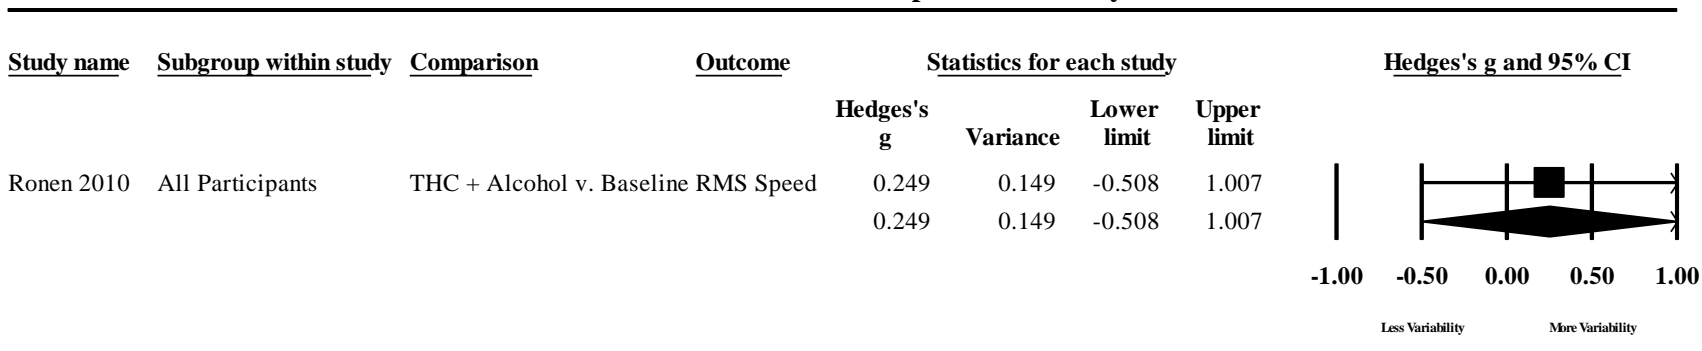 Study name Subgroup within study Comparison Outcome Statistics for each study Hedges's g and 95% CI
Hedges's Lower Upper
g Variance limit limit
Ronen 2010 All Participants THC + Alcohol v. Baseline RMS Speed 0.249 0.149 -0.508 1.007
0.249 0.149 -0.508 1.007
-1.00 -0.50 0.00 0.50 1.00
Less Variability More Variability